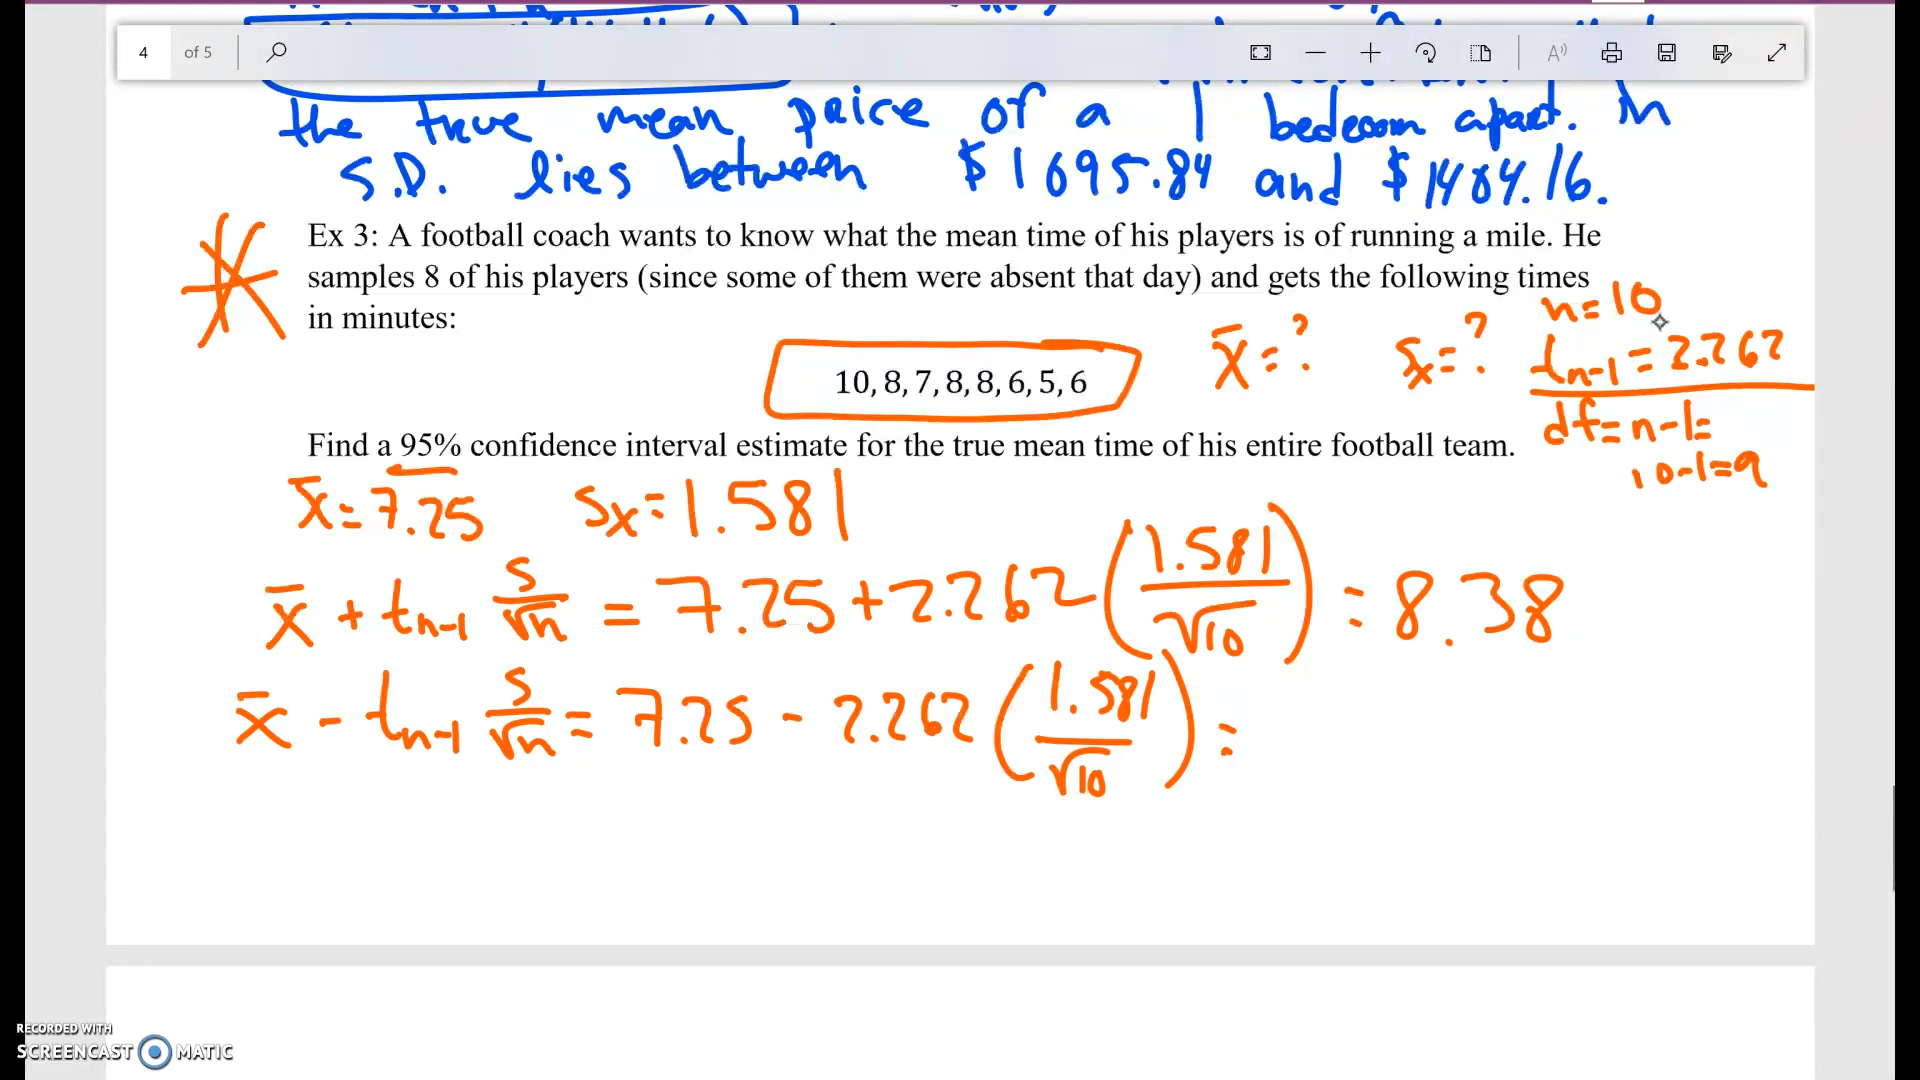 4 of 5
the true mean price of a 1 bedroom apart. in
S.D. lies between $1095.84 and $1404.16.
Ex 3: A football coach wants to know what the mean time of his players is of running a mile. He
samples 8 of his players (since some of them were absent that day) and gets the following times
in minutes:
n=10
x̄=? sx=? tn-1=2.262
10, 8, 7, 8, 8, 6, 5, 6
df=n-1=
10-1=9
Find a 95% confidence interval estimate for the true mean time of his entire football team.
x̄=7.25 sx=1.581
x̄ + tn-1 s/√n = 7.25+2.262 (1.581/√10) = 8.38
x̄ - tn-1 s/√n = 7.25 - 2.262 (1.581/√10) =
RECORDED WITH
SCREENCAST MATIC